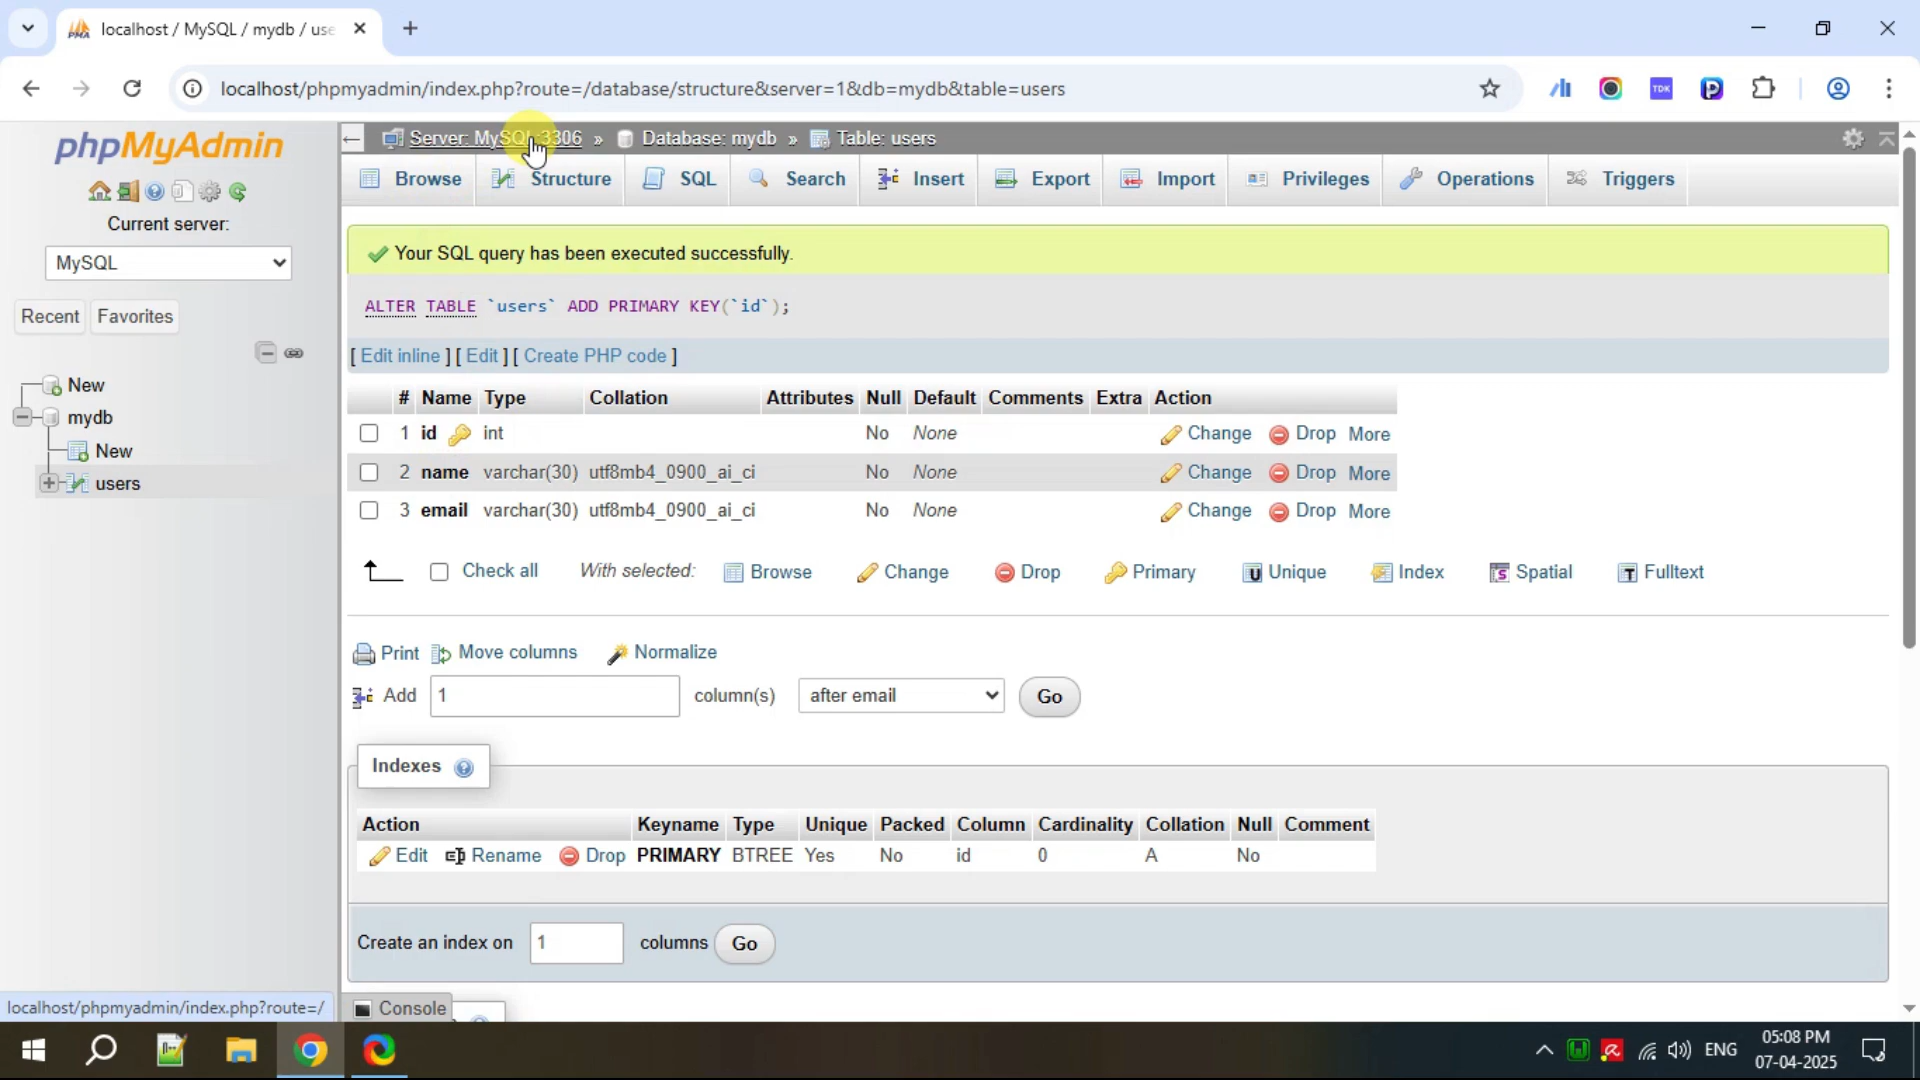 localhost / MySQL / mydb / use
localhost/phpmyadmin/index.php?route=/database/structure&server=1&db=mydb&table=users
TDK
phpMyAdmin
Current server:
MySQL
Recent Favorites
New
mydb
New
users
Server: MySQL:3306 » Database: mydb » Table: users
Browse Structure SQL Search Insert Export Import Privileges Operations Triggers
Your SQL query has been executed successfully.
ALTER TABLE `users` ADD PRIMARY KEY(`id`);
[ Edit inline ] [ Edit ] [ Create PHP code ]
# Name Type Collation Attributes Null Default Comments Extra Action
1 id int No None Change Drop More
2 name varchar(30) utf8mb4_0900_ai_ci No None Change Drop More
3 email varchar(30) utf8mb4_0900_ai_ci No None Change Drop More
Check all With selected: Browse Change Drop Primary Unique Index Spatial Fulltext
Print Move columns Normalize
Add 1 column(s) after email Go
Indexes
Action Keyname Type Unique Packed Column Cardinality Collation Null Comment
Edit Rename Drop PRIMARY BTREE Yes No id 0 A No
Create an index on 1 columns Go
localhost/phpmyadmin/index.php?route=/
Console
ENG
05:08 PM
07-04-2025